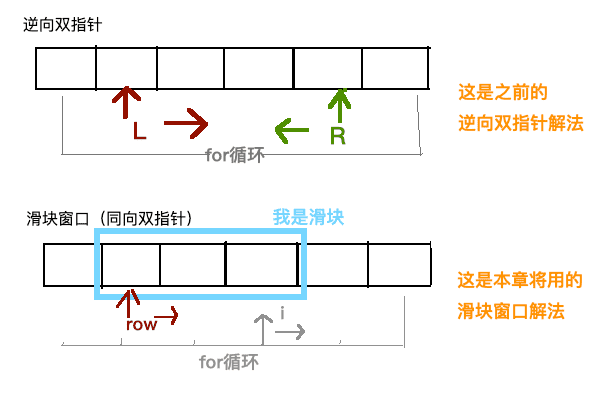 逆向双指针
这是之前的
逆向双指针解法
L
R
for循环
滑块窗口（同向双指针）
我是滑块
这是本章将用的
滑块窗口解法
row
i
for循环